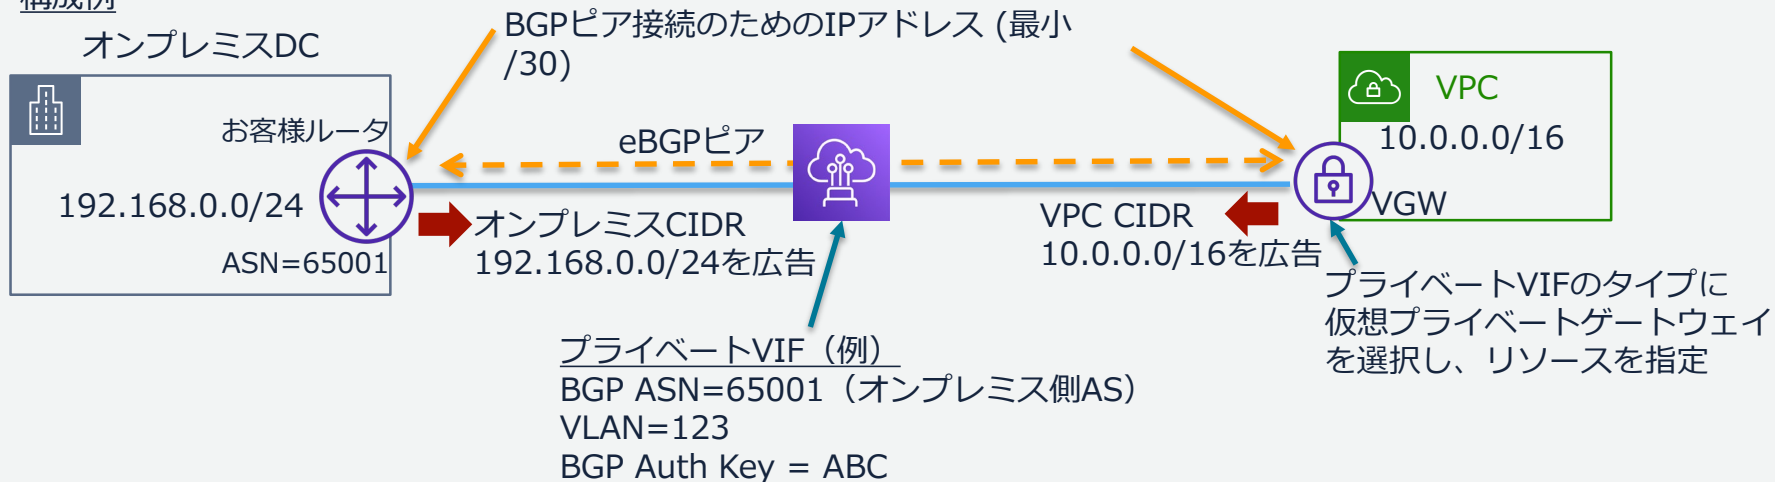 構成例
オンプレミスDC
BGPピア接続のためのIPアドレス (最小
/30)
お客様ルータ
192.168.0.0/24
ASN=65001
eBGPピア
オンプレミスCIDR
192.168.0.0/24を広告
VPC CIDR
10.0.0.0/16を広告
VPC
10.0.0.0/16
VGW
プライベートVIFのタイプに
仮想プライベートゲートウェイ
を選択し、リソースを指定
プライベートVIF（例）
BGP ASN=65001（オンプレミス側AS）
VLAN=123
BGP Auth Key = ABC